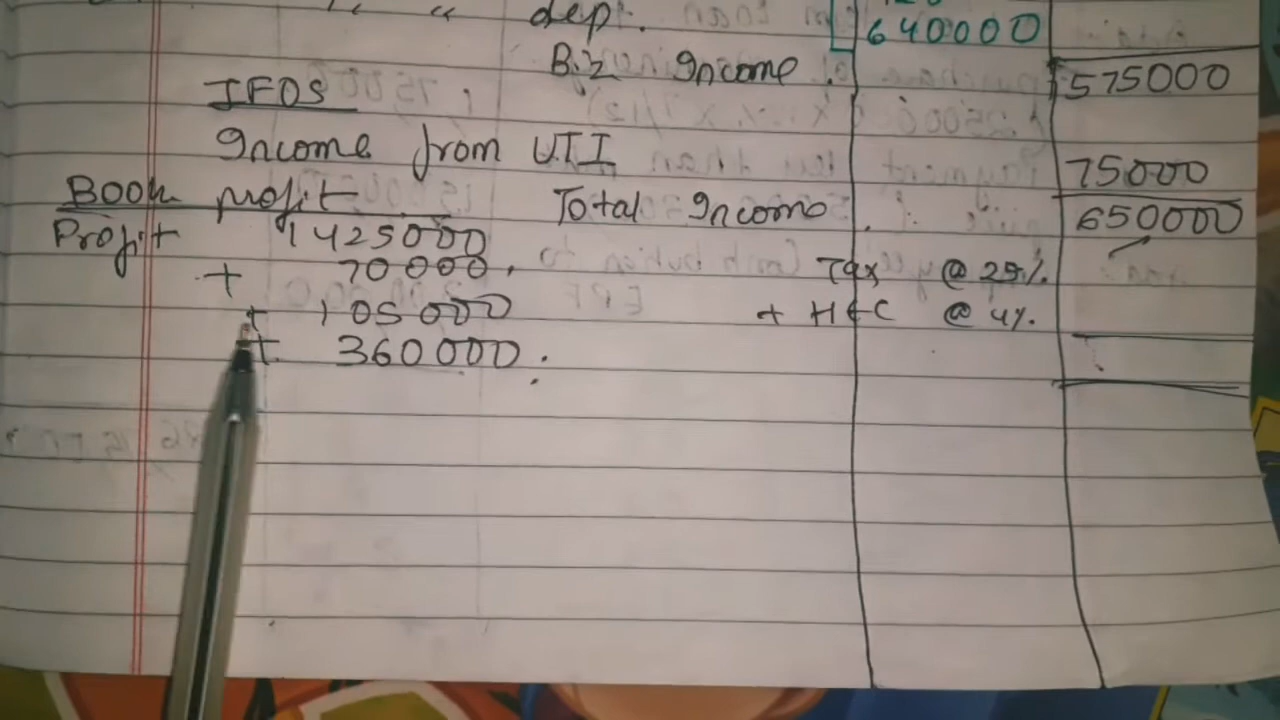 " " dep. 640000
Biz Income. 575000
IFOS
Income from UTI 75000
Book profit Total Income 650000
Profit 1425000
+ 70000. Tax @ 25%.
+ 105000 + H&C @ 4%.
+ 360000.